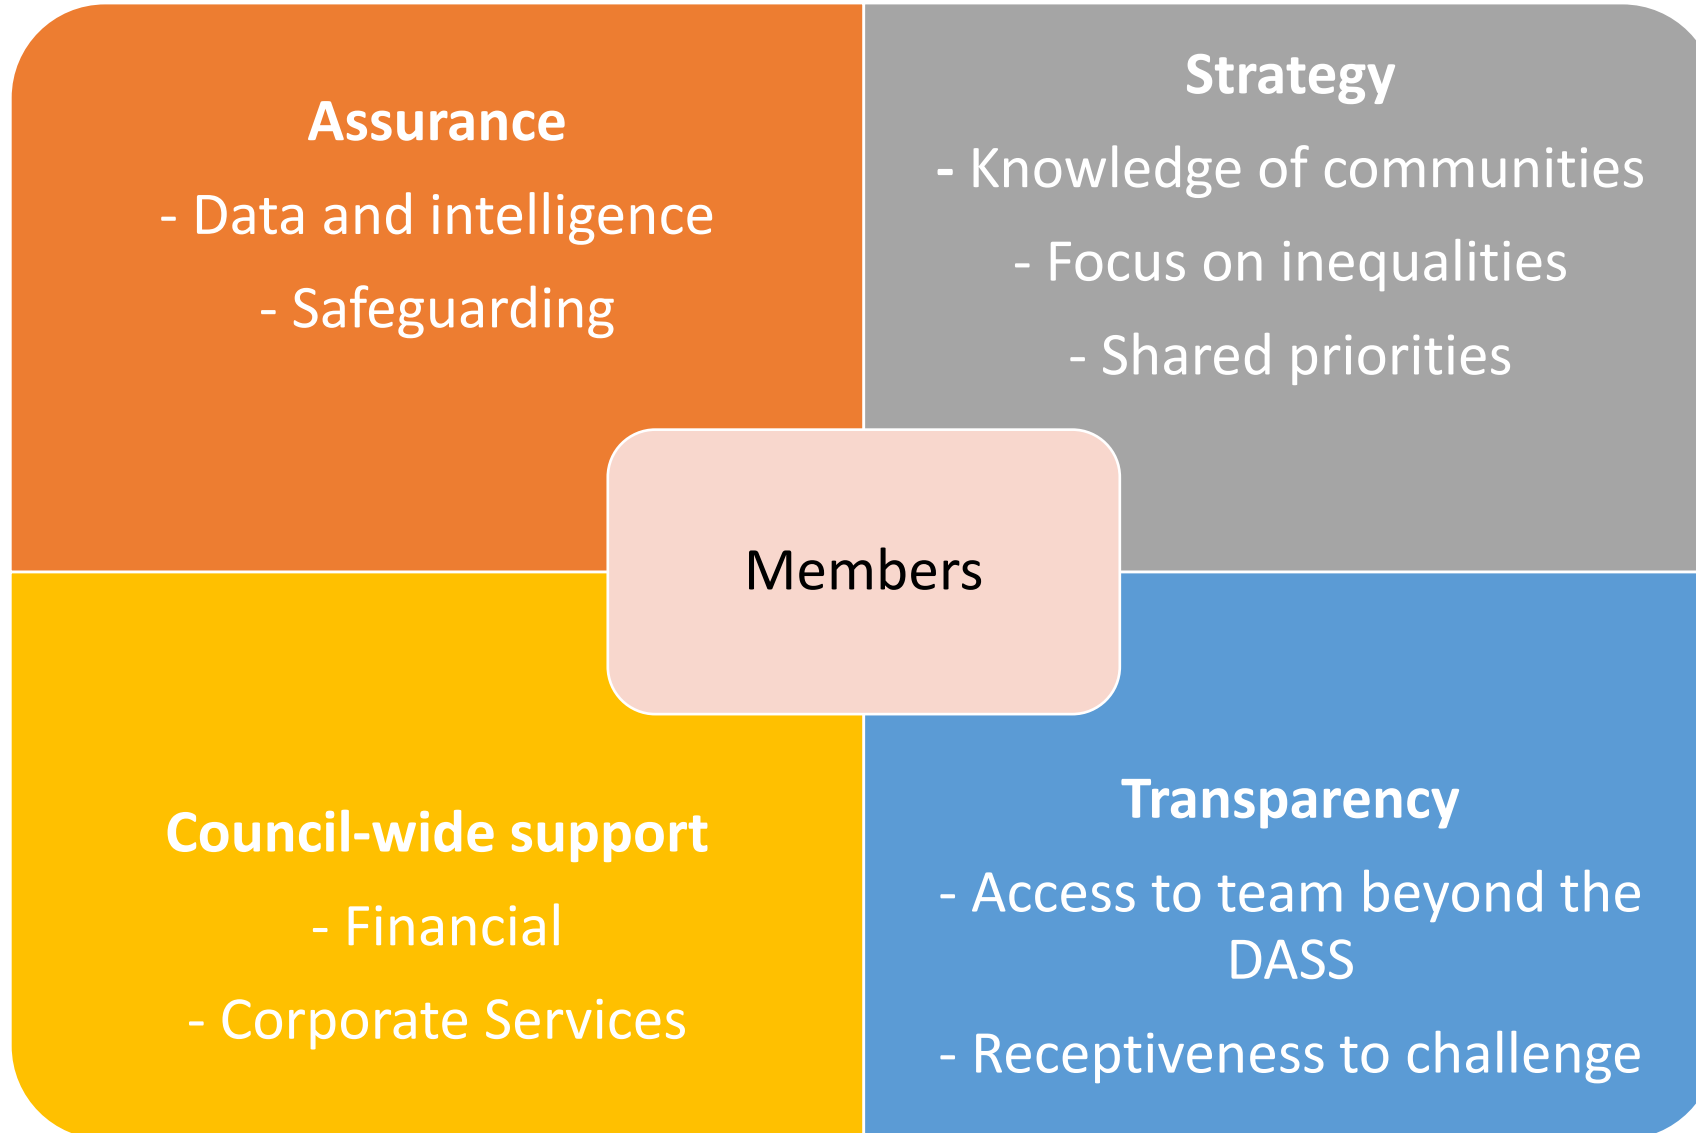 Assurance
- Data and intelligence
- Safeguarding
Strategy
- Knowledge of communities
- Focus on inequalities
- Shared priorities
Members
Council-wide support
- Financial
- Corporate Services
Transparency
- Access to team beyond the
DASS
- Receptiveness to challenge